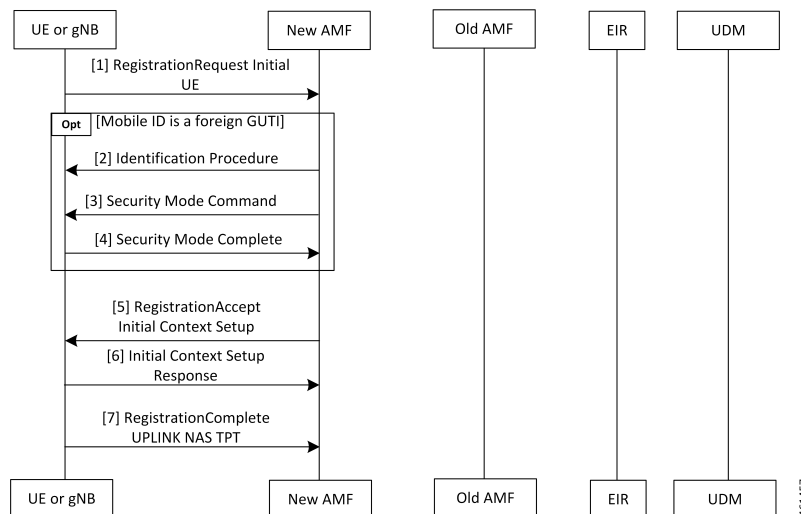 UE or gNB
New AMF
Old AMF
EIR
UDM
[1] RegistrationRequest Initial
UE
Opt
[Mobile ID is a foreign GUTI]
[2] Identification Procedure
[3] Security Mode Command
[4] Security Mode Complete
[5] RegistrationAccept
Initial Context Setup
[6] Initial Context Setup
Response
[7] RegistrationComplete
UPLINK NAS TPT
UE or gNB
New AMF
Old AMF
EIR
UDM